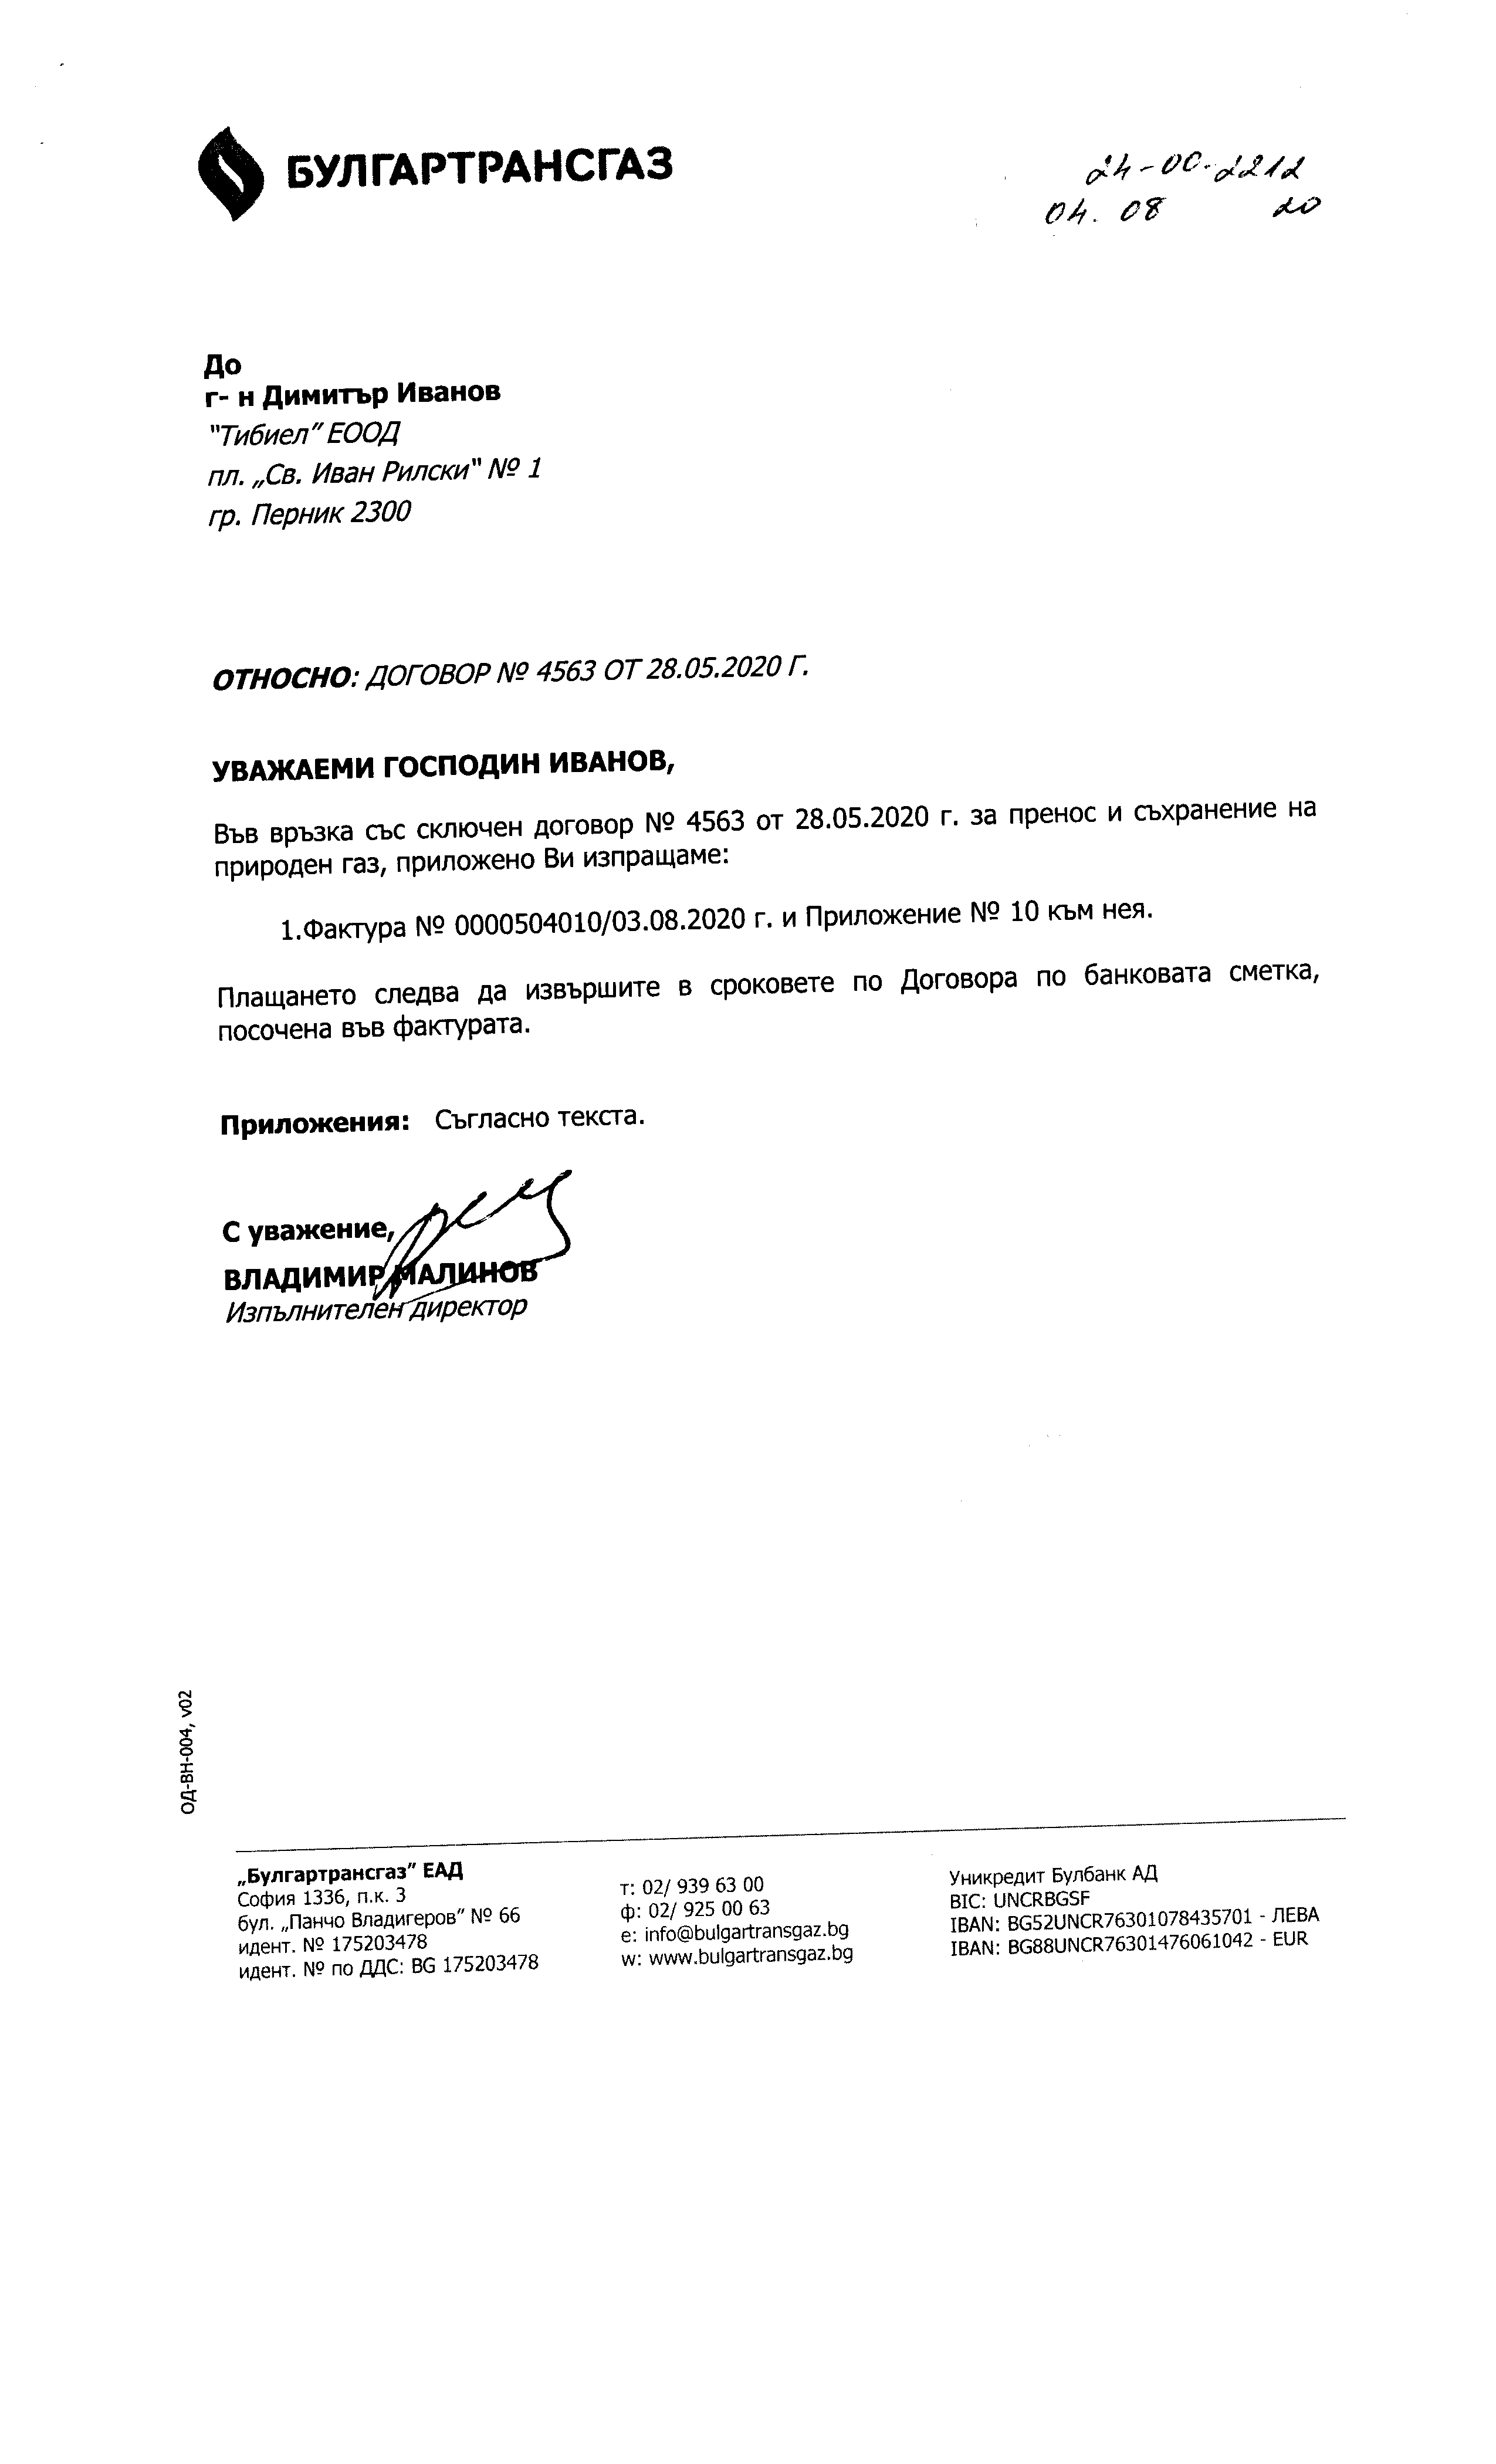 БУЛГАРТРАНСГАЗ
24-00-2212
04. 08 20
До
г- н Димитър Иванов
"Тибиел" ЕООД
пл. „Св. Иван Рилски" № 1
гр. Перник 2300
ОТНОСНО: ДОГОВОР № 4563 ОТ 28.05.2020 Г.
УВАЖАЕМИ ГОСПОДИН ИВАНОВ,
Във връзка със сключен договор № 4563 от 28.05.2020 г. за пренос и съхранение на
природен газ, приложено Ви изпращаме:
1.Фактура № 0000504010/03.08.2020 г. и Приложение № 10 към нея.
Плащането следва да извършите в сроковете по Договора по банковата сметка,
посочена във фактурата.
Приложения: Съгласно текста.
С уважение,
ВЛАДИМИР МАЛИНОВ
Изпълнителен директор
ОД-ВН-004, v02
„Булгартрансгаз" ЕАД
София 1336, п.к. 3
бул. „Панчо Владигеров" № 66
идент. № 175203478
идент. № по ДДС: BG 175203478
т: 02/ 939 63 00
ф: 02/ 925 00 63
е: info@bulgartransgaz.bg
w: www.bulgartransgaz.bg
Уникредит Булбанк АД
BIC: UNCRBGSF
IBAN: BG52UNCR76301078435701 - ЛЕВА
IBAN: BG88UNCR76301476061042 - EUR